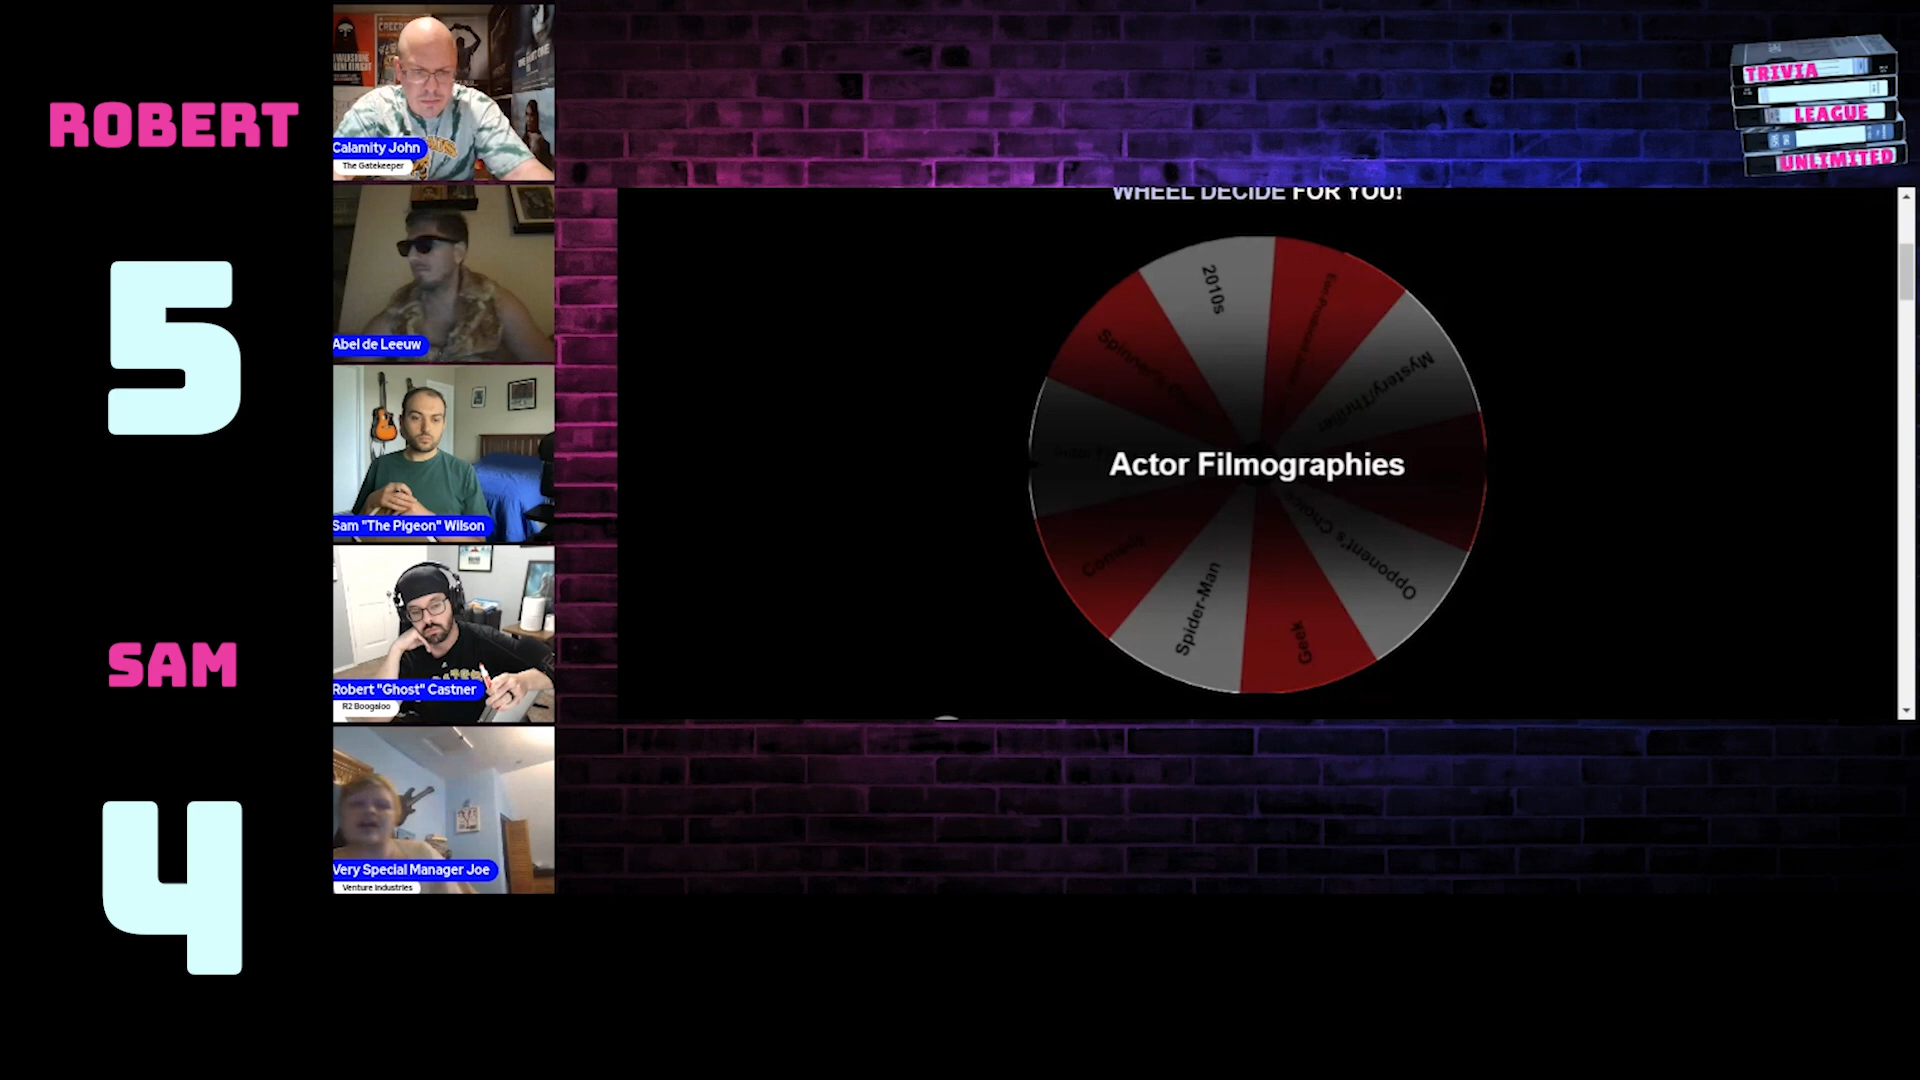 ROBERT
5
SAM
4
Calamity John
The Gatekeeper
Abel de Leeuw
Sam "The Pigeon" Wilson
Robert "Ghost" Castner
R2 Boogaloo
Very Special Manager Joe
Venture Industries
TRIVIA
LEAGUE
UNLIMITED
WHEEL DECIDE FOR YOU!
2010s
Mystery/Thriller
Opponent's Choice
Geek
Spider-Man
Comedy
Spinner's
Actor Filmographies